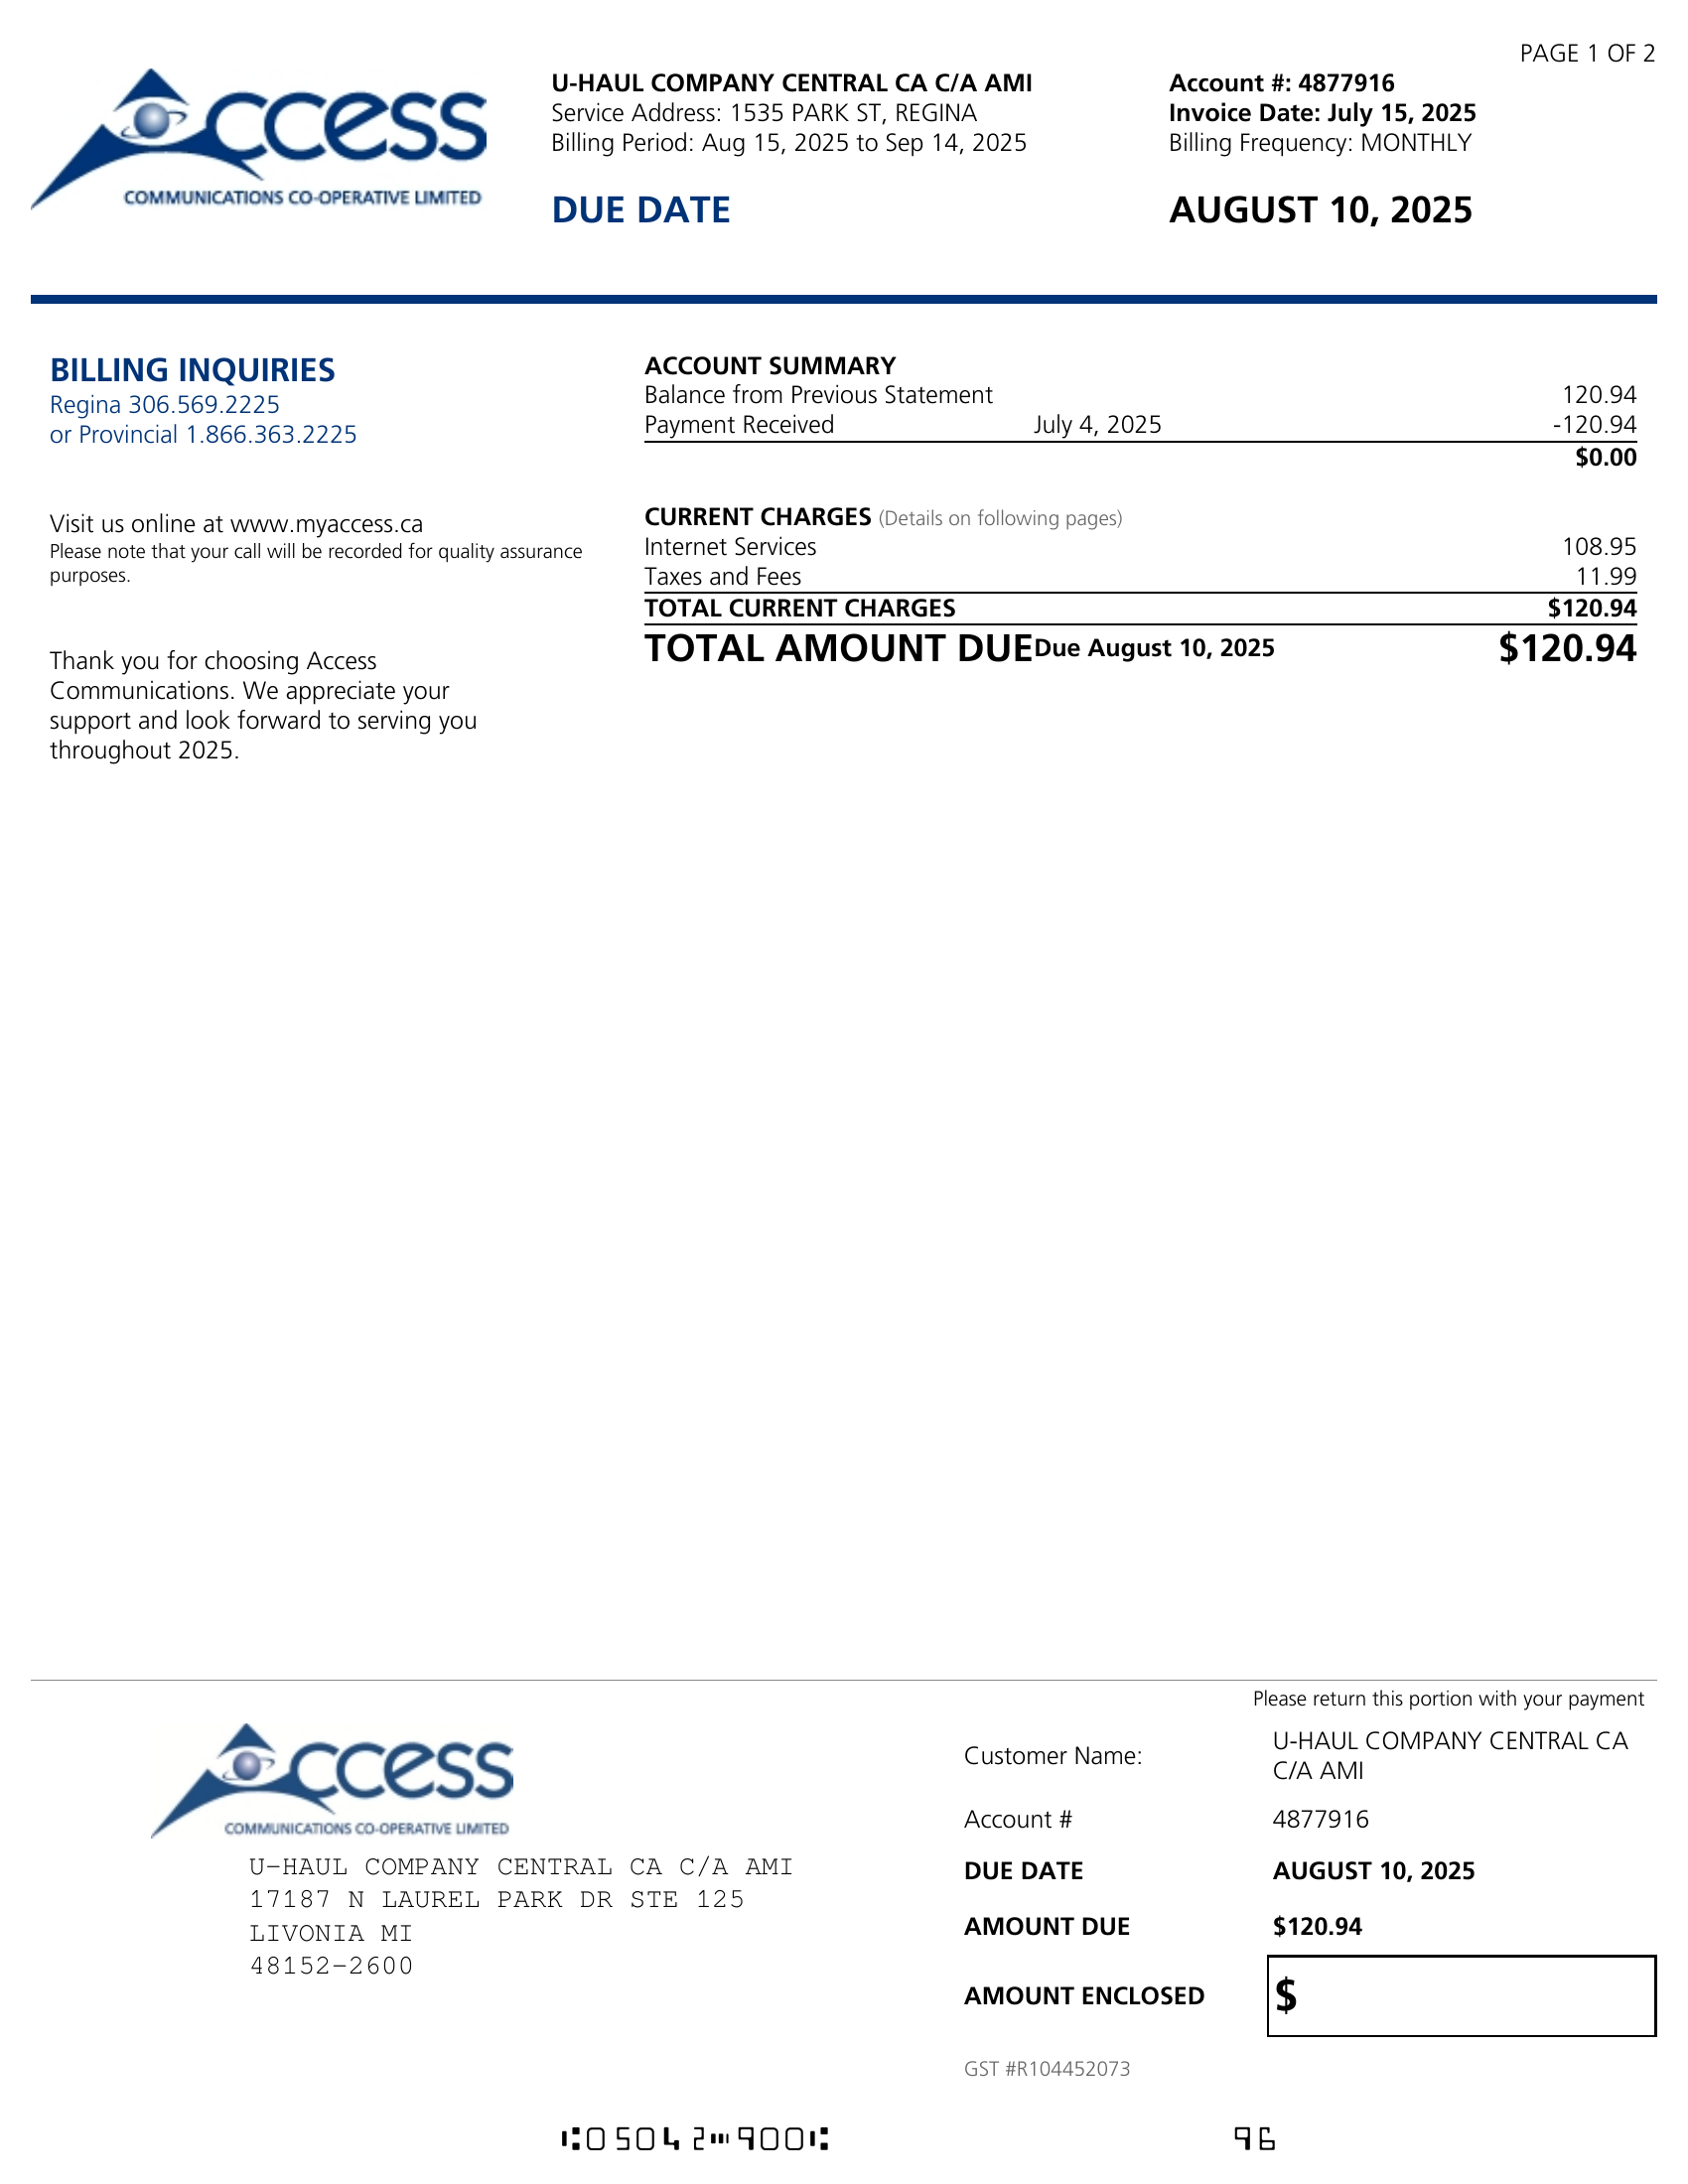 PAGE 1 OF 2
Access
COMMUNICATIONS CO-OPERATIVE LIMITED
U-HAUL COMPANY CENTRAL CA C/A AMI
Service Address: 1535 PARK ST, REGINA
Billing Period: Aug 15, 2025 to Sep 14, 2025
Account #: 4877916
Invoice Date: July 15, 2025
Billing Frequency: MONTHLY
DUE DATE AUGUST 10, 2025
BILLING INQUIRIES
Regina 306.569.2225
or Provincial 1.866.363.2225
Visit us online at www.myaccess.ca
Please note that your call will be recorded for quality assurance
purposes.
Thank you for choosing Access
Communications. We appreciate your
support and look forward to serving you
throughout 2025.
ACCOUNT SUMMARY
Balance from Previous Statement 120.94
Payment Received July 4, 2025 -120.94
$0.00
CURRENT CHARGES (Details on following pages)
Internet Services 108.95
Taxes and Fees 11.99
TOTAL CURRENT CHARGES $120.94
TOTAL AMOUNT DUE Due August 10, 2025 $120.94
Please return this portion with your payment
Access
COMMUNICATIONS CO-OPERATIVE LIMITED
U-HAUL COMPANY CENTRAL CA C/A AMI
17187 N LAUREL PARK DR STE 125
LIVONIA MI
48152-2600
Customer Name: U-HAUL COMPANY CENTRAL CA
C/A AMI
Account # 4877916
DUE DATE AUGUST 10, 2025
AMOUNT DUE $120.94
AMOUNT ENCLOSED $
GST #R104452073
⑆05042⑉900⑆ 96